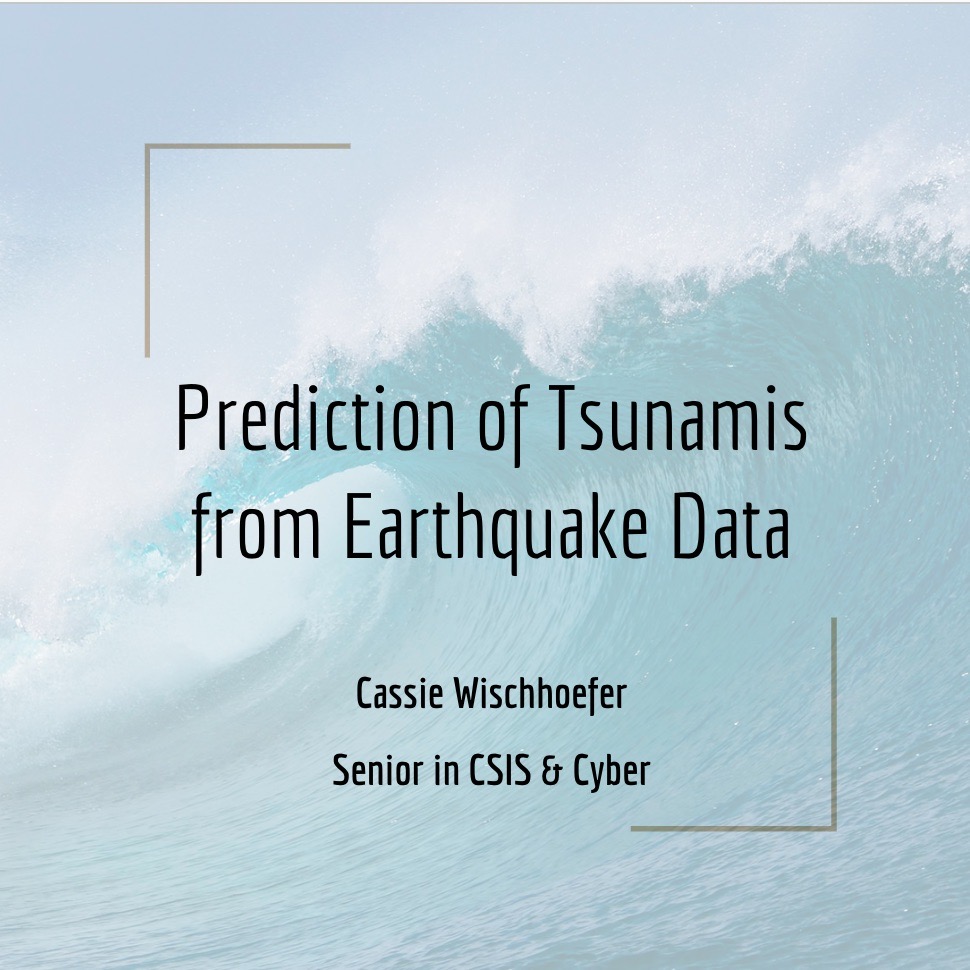 Prediction of Tsunamis
from Earthquake Data
Cassie Wischhoefer
Senior in CSIS & Cyber